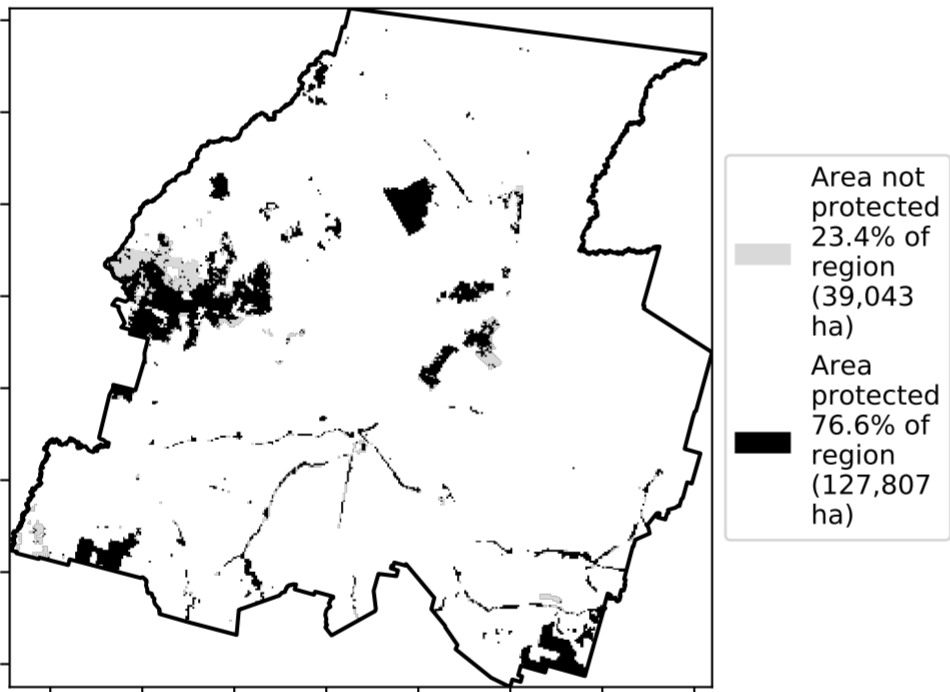 Area not
protected
23.4% of
region
(39,043
ha)
Area
protected
76.6% of
region
(127,807
ha)